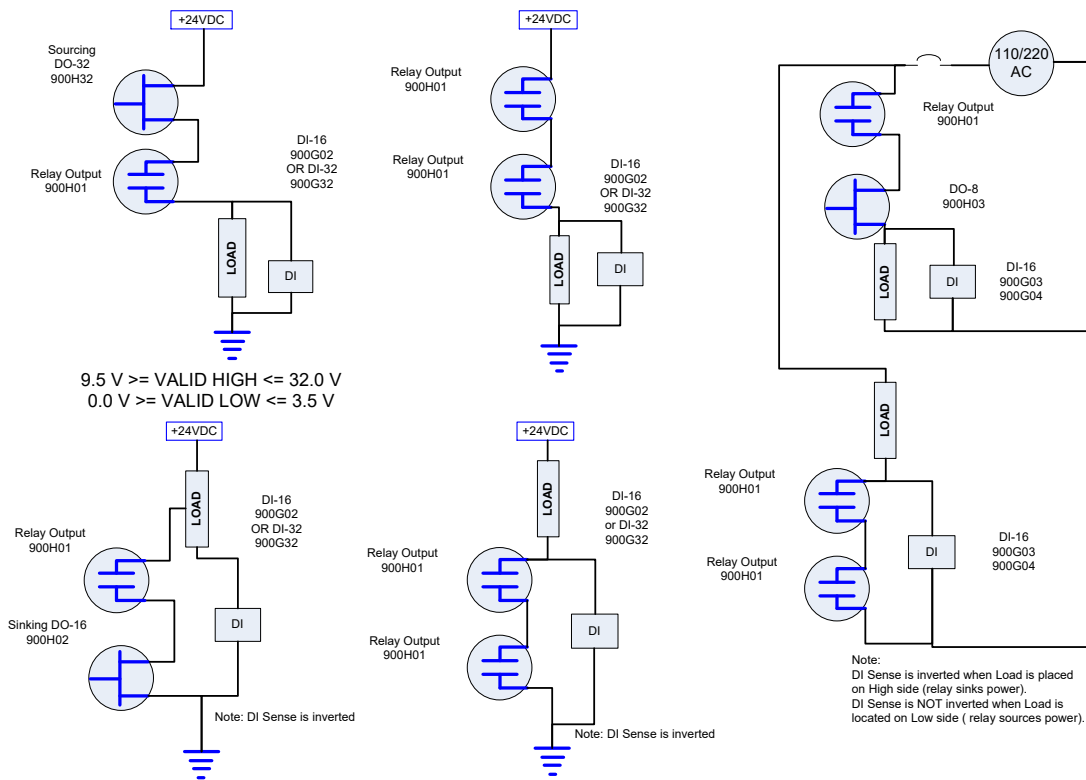 +24VDC
Sourcing
DO-32
900H32
Relay Output
900H01
DI-16
900G02
OR DI-32
900G32
LOAD
DI
+24VDC
Relay Output
900H01
Relay Output
900H01
DI-16
900G02
OR DI-32
900G32
LOAD
DI
110/220
AC
Relay Output
900H01
DO-8
900H03
LOAD
DI
DI-16
900G03
900G04
9.5 V >= VALID HIGH <= 32.0 V
0.0 V >= VALID LOW <= 3.5 V
+24VDC
LOAD
DI-16
900G02
OR DI-32
900G32
Relay Output
900H01
Sinking DO-16
900H02
DI
Note: DI Sense is inverted
+24VDC
LOAD
DI-16
900G02
or DI-32
900G32
Relay Output
900H01
Relay Output
900H01
DI
Note: DI Sense is inverted
LOAD
Relay Output
900H01
Relay Output
900H01
DI
DI-16
900G03
900G04
Note:
DI Sense is inverted when Load is placed
on High side (relay sinks power).
DI Sense is NOT inverted when Load is
located on Low side ( relay sources power).